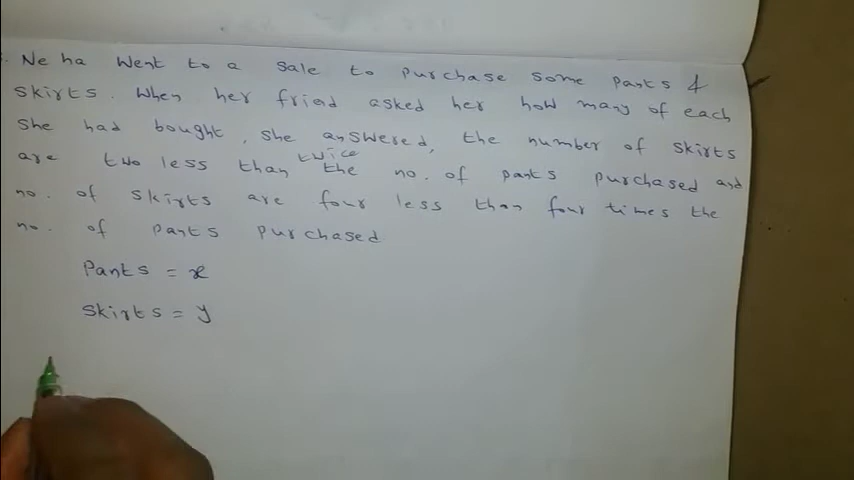 . Neha went to a sale to purchase some pants &
skirts. When her friend asked her how many of each
she had bought, she answered, the number of skirts
are two less than twice the no. of pants purchased and
no. of skirts are four less than four times the
no. of pants purchased
Pants = x
Skirts = y